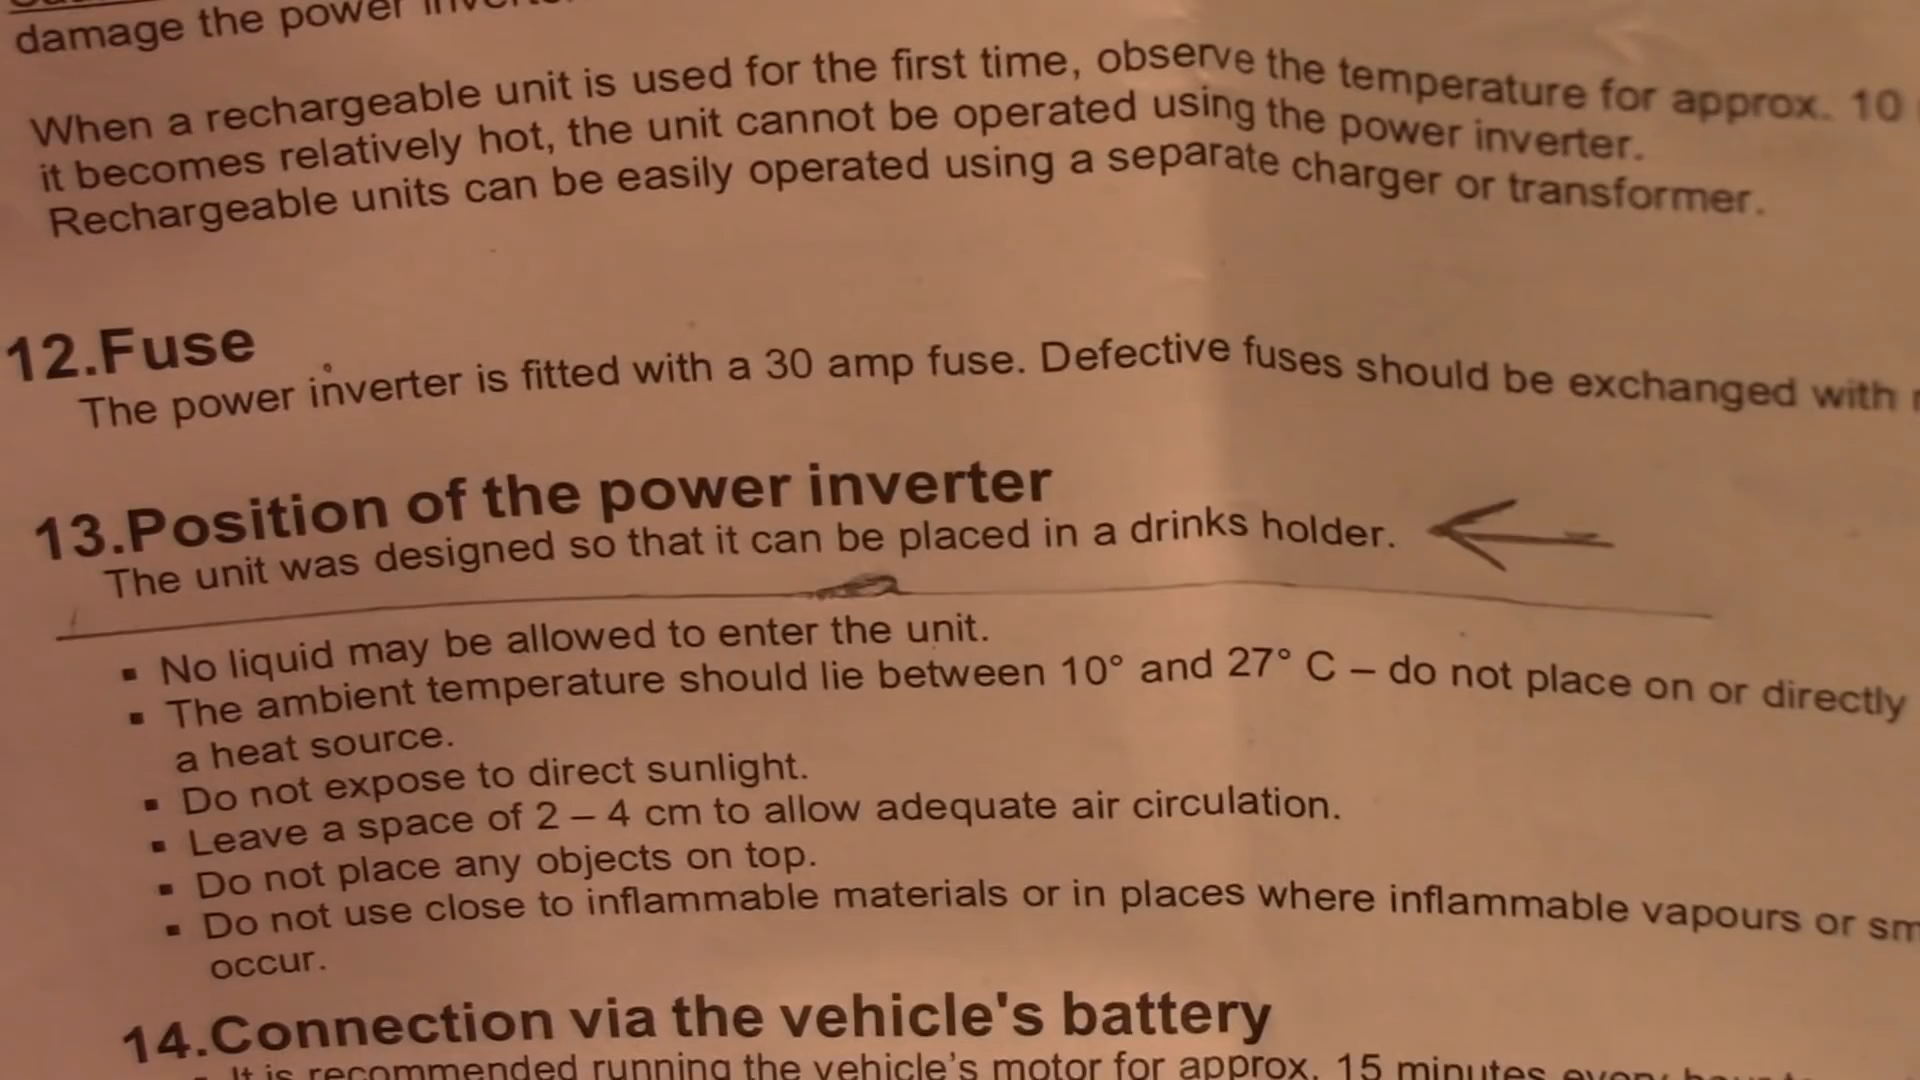 damage the power
When a rechargeable unit is used for the first time, observe the temperature for approx. 10
it becomes relatively hot, the unit cannot be operated using the power inverter.
Rechargeable units can be easily operated using a separate charger or transformer.
12.Fuse
The power inverter is fitted with a 30 amp fuse. Defective fuses should be exchanged with
13.Position of the power inverter
The unit was designed so that it can be placed in a drinks holder.
▪ No liquid may be allowed to enter the unit.
▪ The ambient temperature should lie between 10° and 27° C – do not place on or directly
a heat source.
▪ Do not expose to direct sunlight.
▪ Leave a space of 2 – 4 cm to allow adequate air circulation.
▪ Do not place any objects on top.
▪ Do not use close to inflammable materials or in places where inflammable vapours or
occur.
14.Connection via the vehicle's battery
▪ It is recommended running the vehicle's motor for approx. 15 minutes every